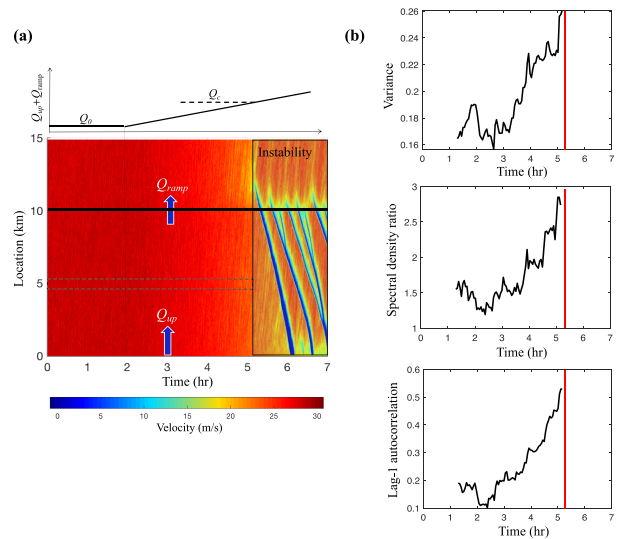 (a)
Q_up+Q_ramp
Q_0
Q_c
15
10
5
0
Location (km)
Instability
Q_ramp
Q_up
0 1 2 3 4 5 6 7
Time (hr)
0 5 10 15 20 25 30
Velocity (m/s)
(b)
0.26
0.24
0.22
0.20
0.18
0.16
Variance
0 1 2 3 4 5 6 7
Time (hr)
3
2.5
2
1.5
1
Spectral density ratio
0 1 2 3 4 5 6 7
Time (hr)
0.6
0.5
0.4
0.3
0.2
0.1
Lag-1 autocorrelation
0 1 2 3 4 5 6 7
Time (hr)